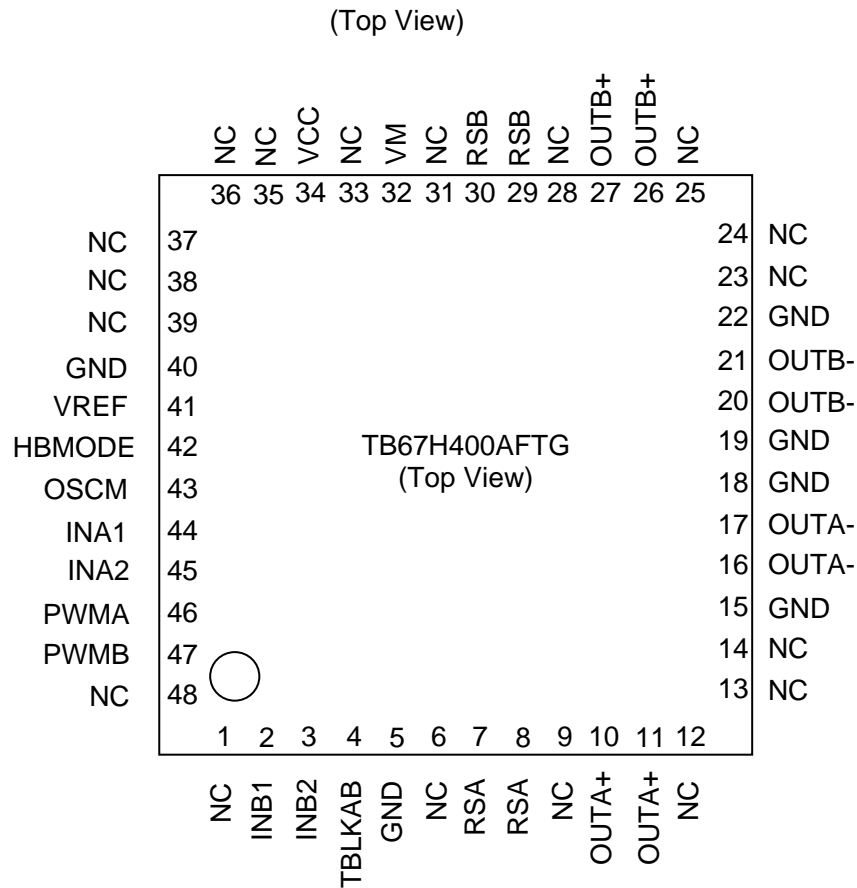 (Top View)
NC NC VCC NC VM NC RSB RSB NC OUTB+ OUTB+ NC
36 35 34 33 32 31 30 29 28 27 26 25
NC 37
NC 38
NC 39
GND 40
VREF 41
HBMODE 42
OSCM 43
INA1 44
INA2 45
PWMA 46
PWMB 47
NC 48
TB67H400AFTG
(Top View)
24 NC
23 NC
22 GND
21 OUTB-
20 OUTB-
19 GND
18 GND
17 OUTA-
16 OUTA-
15 GND
14 NC
13 NC
1 2 3 4 5 6 7 8 9 10 11 12
NC INB1 INB2 TBLKAB GND NC RSA RSA NC OUTA+ OUTA+ NC